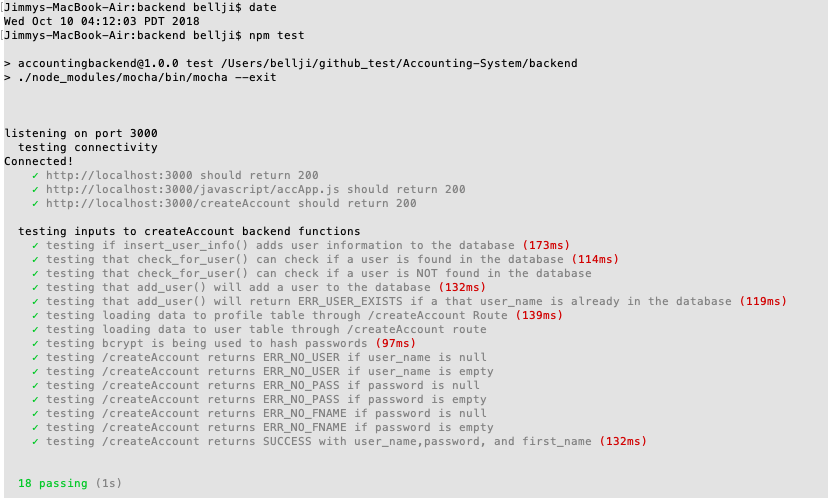 [Jimmys-MacBook-Air:backend bellji$ date
Wed Oct 10 04:12:03 PDT 2018
[Jimmys-MacBook-Air:backend bellji$ npm test
> accountingbackend@1.0.0 test /Users/bellji/github_test/Accounting-System/backend
> ./node_modules/mocha/bin/mocha --exit
listening on port 3000
testing connectivity
Connected!
✓ http://localhost:3000 should return 200
✓ http://localhost:3000/javascript/accApp.js should return 200
✓ http://localhost:3000/createAccount should return 200
testing inputs to createAccount backend functions
✓ testing if insert_user_info() adds user information to the database (173ms)
✓ testing that check_for_user() can check if a user is found in the database (114ms)
✓ testing that check_for_user() can check if a user is NOT found in the database
✓ testing that add_user() will add a user to the database (132ms)
✓ testing that add_user() will return ERR_USER_EXISTS if a that user_name is already in the database (119ms)
✓ testing loading data to profile table through /createAccount Route (139ms)
✓ testing loading data to user table through /createAccount route
✓ testing bcrypt is being used to hash passwords (97ms)
✓ testing /createAccount returns ERR_NO_USER if user_name is null
✓ testing /createAccount returns ERR_NO_USER if user_name is empty
✓ testing /createAccount returns ERR_NO_PASS if password is null
✓ testing /createAccount returns ERR_NO_PASS if password is empty
✓ testing /createAccount returns ERR_NO_FNAME if password is null
✓ testing /createAccount returns ERR_NO_FNAME if password is empty
✓ testing /createAccount returns SUCCESS with user_name,password, and first_name (132ms)
18 passing (1s)